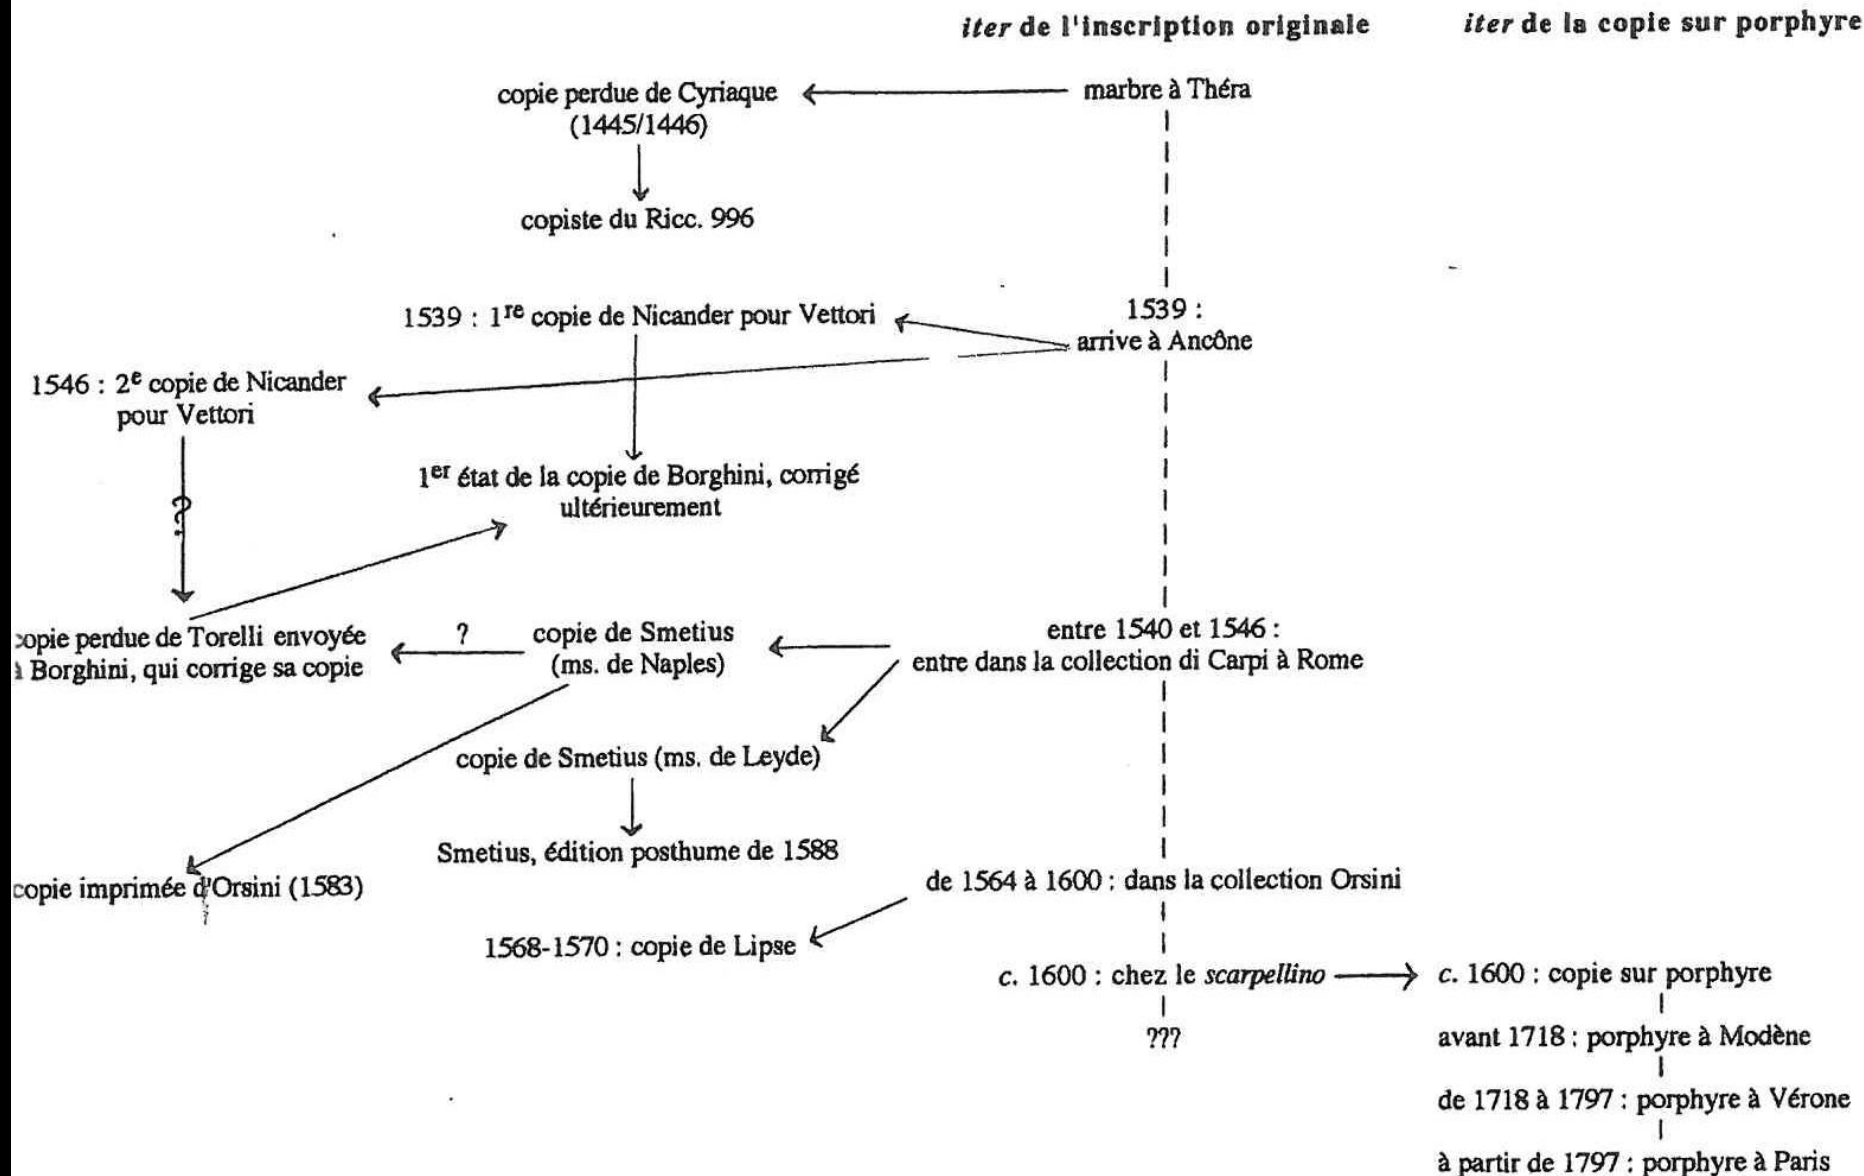 iter de l'inscription originale
iter de la copie sur porphyre
copie perdue de Cyriaque
(1445/1446)
marbre à Théra
copiste du Ricc. 996
1539 : 1re copie de Nicander pour Vettori
1539 :
arrive à Ancône
1546 : 2e copie de Nicander
pour Vettori
1er état de la copie de Borghini, corrigé
ultérieurement
?
copie perdue de Torelli envoyée
à Borghini, qui corrige sa copie
?
copie de Smetius
(ms. de Naples)
entre 1540 et 1546 :
entre dans la collection di Carpi à Rome
copie de Smetius (ms. de Leyde)
Smetius, édition posthume de 1588
copie imprimée d'Orsini (1583)
de 1564 à 1600 : dans la collection Orsini
1568-1570 : copie de Lipse
c. 1600 : chez le scarpellino
c. 1600 : copie sur porphyre
???
avant 1718 : porphyre à Modène
de 1718 à 1797 : porphyre à Vérone
à partir de 1797 : porphyre à Paris